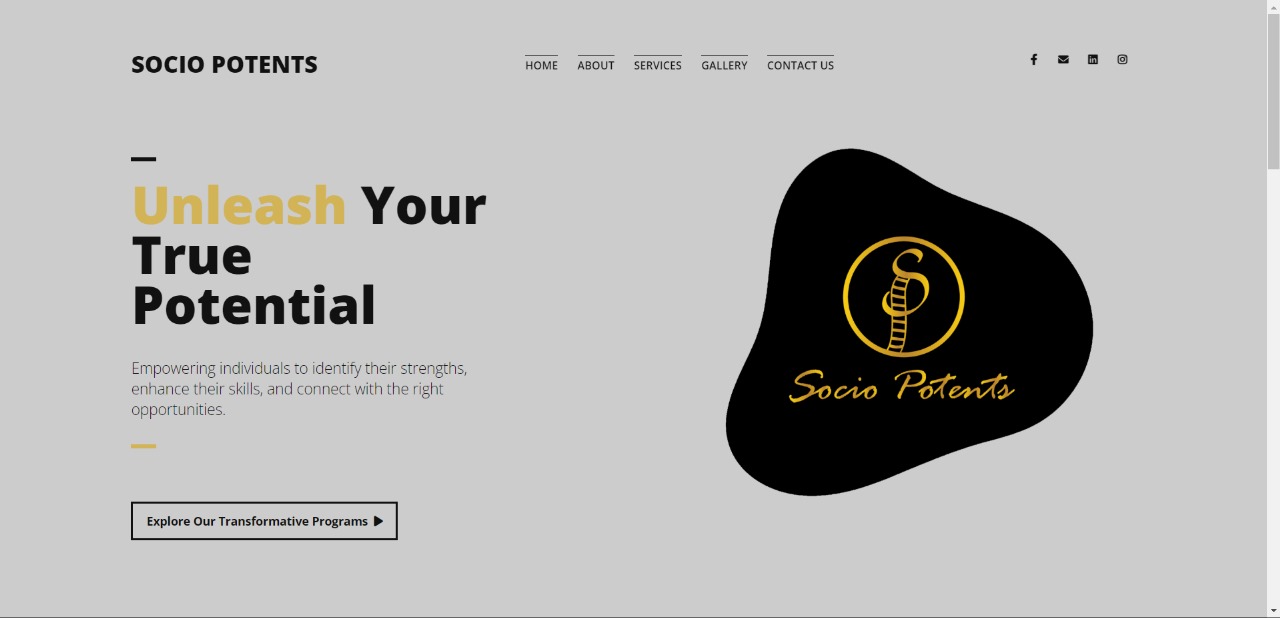 SOCIO POTENTS
HOME ABOUT SERVICES GALLERY CONTACT US
Unleash Your
True
Potential
Empowering individuals to identify their strengths,
enhance their skills, and connect with the right
opportunities.
Explore Our Transformative Programs
Socio Potents